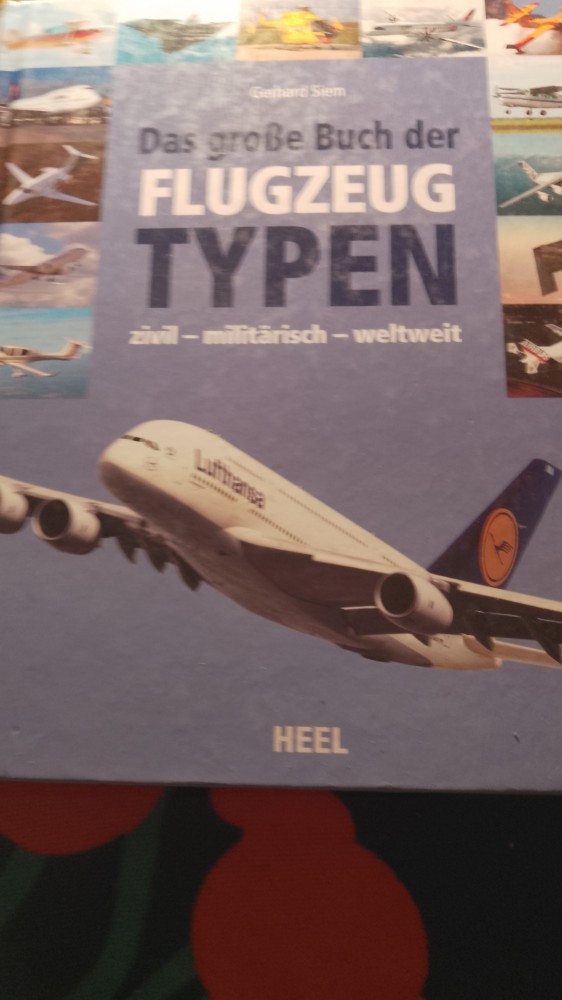 Gerhard Siem
Das große Buch der
FLUGZEUG
TYPEN
zivil – militärisch – weltweit
Lufthansa
HEEL